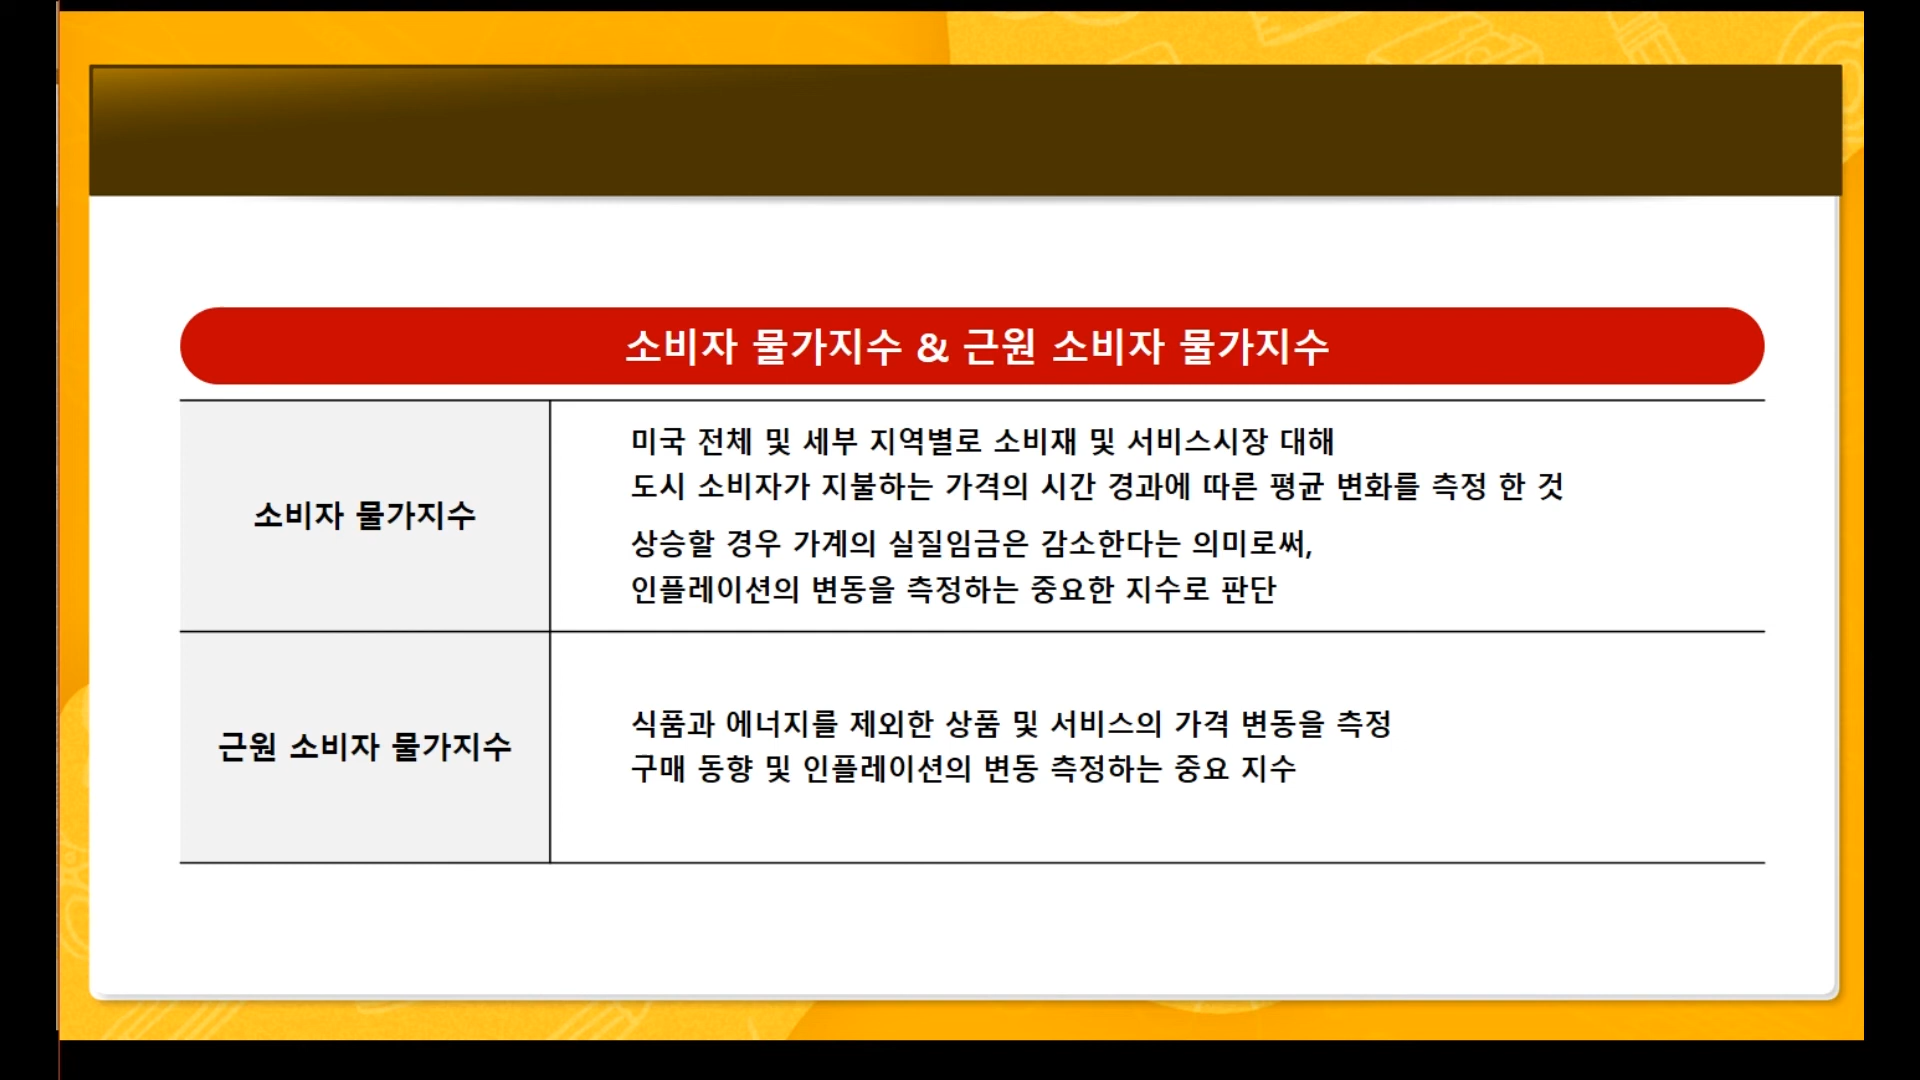 소비자 물가지수 & 근원 소비자 물가지수
소비자 물가지수
미국 전체 및 세부 지역별로 소비재 및 서비스시장 대해
도시 소비자가 지불하는 가격의 시간 경과에 따른 평균 변화를 측정 한 것
상승할 경우 가계의 실질임금은 감소한다는 의미로써,
인플레이션의 변동을 측정하는 중요한 지수로 판단
근원 소비자 물가지수
식품과 에너지를 제외한 상품 및 서비스의 가격 변동을 측정
구매 동향 및 인플레이션의 변동 측정하는 중요 지수